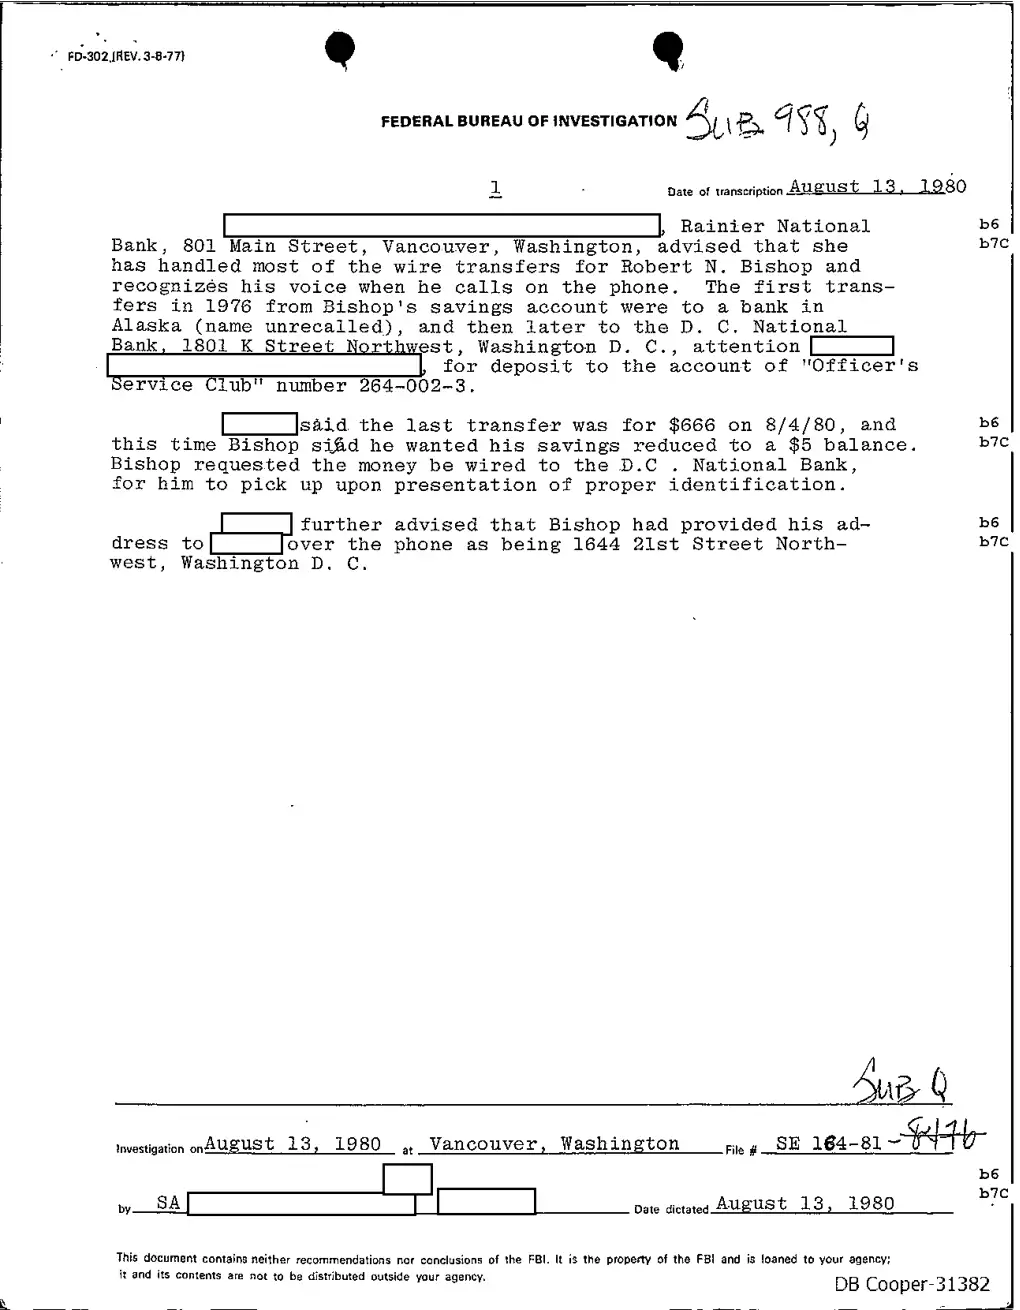 FD-302 (REV. 3-8-77)
FEDERAL BUREAU OF INVESTIGATION SUB 988, Q
1 Date of transcription August 13, 1980
, Rainier National b6
Bank, 801 Main Street, Vancouver, Washington, advised that she b7C
has handled most of the wire transfers for Robert N. Bishop and
recognizes his voice when he calls on the phone. The first trans-
fers in 1976 from Bishop's savings account were to a bank in
Alaska (name unrecalled), and then later to the D. C. National
Bank, 1801 K Street Northwest, Washington D. C., attention
, for deposit to the account of "Officer's
Service Club" number 264-002-3.
said the last transfer was for $666 on 8/4/80, and b6
this time Bishop siad he wanted his savings reduced to a $5 balance. b7C
Bishop requested the money be wired to the D.C . National Bank,
for him to pick up upon presentation of proper identification.
further advised that Bishop had provided his ad- b6
dress to over the phone as being 1644 21st Street North- b7C
west, Washington D. C.
SUB Q
Investigation on August 13, 1980 at Vancouver, Washington File # SE 164-81-
b6
by SA Date dictated August 13, 1980 b7C
This document contains neither recommendations nor conclusions of the FBI. It is the property of the FBI and is loaned to your agency;
it and its contents are not to be distributed outside your agency.
DB Cooper-31382